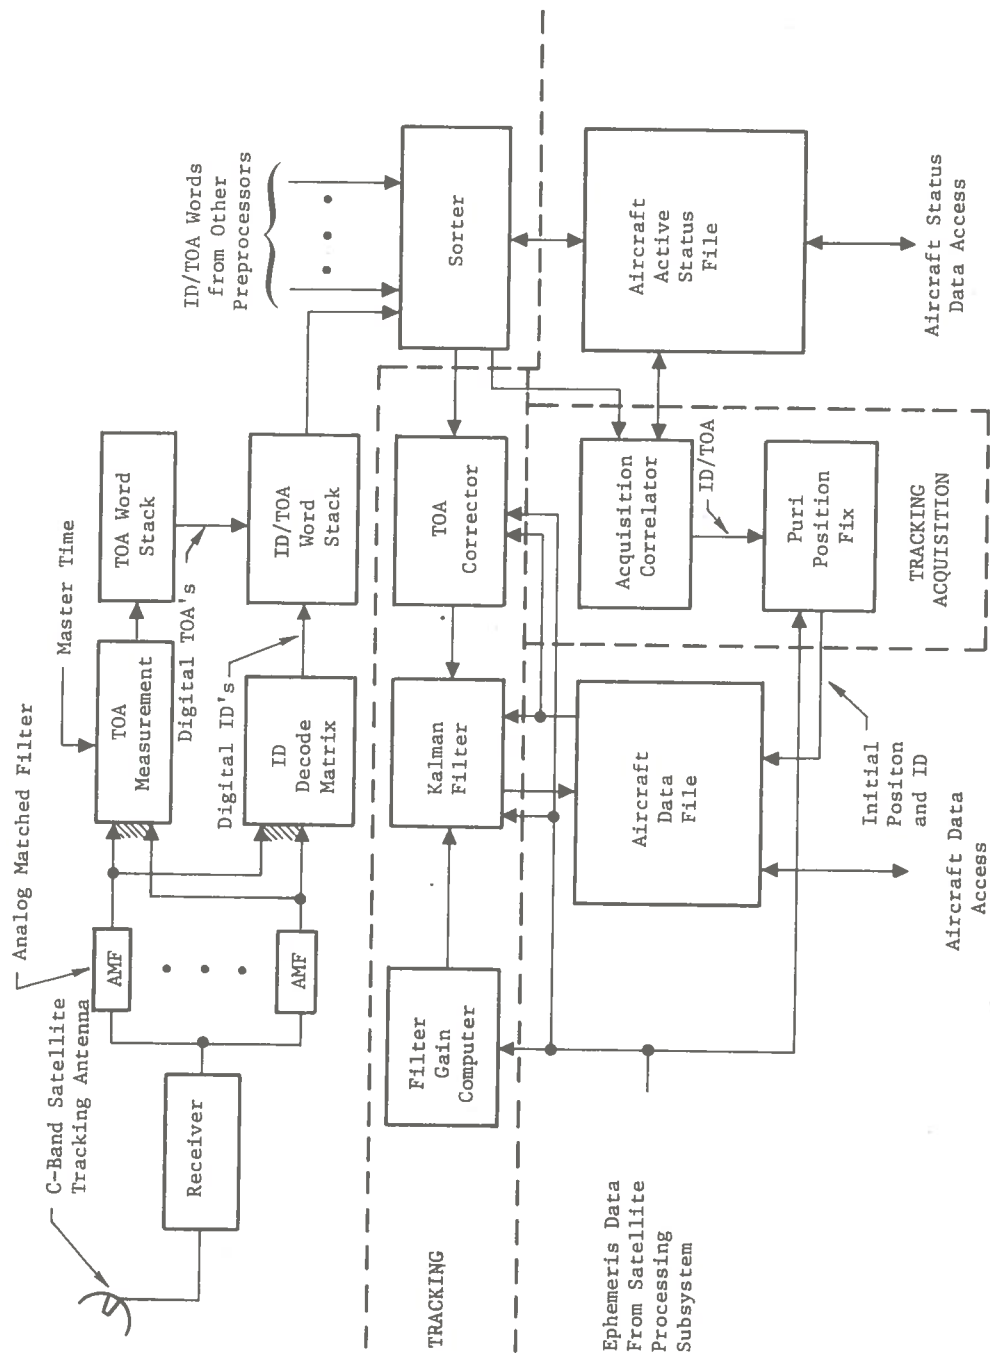 C-Band Satellite
Tracking Antenna
Analog Matched Filter
Master Time
Receiver
AMF
AMF
TOA
Measurement
TOA Word
Stack
Digital TOA's
Digital ID's
ID
Decode
Matrix
ID/TOA
Word
Stack
ID/TOA Words
from Other
Preprocessors
Sorter
TRACKING
Filter
Gain
Computer
Kalman
Filter
TOA
Corrector
Ephemeris Data
From Satellite
Processing
Subsystem
Aircraft
Data
File
Acquisition
Correlator
ID/TOA
Puri
Position
Fix
TRACKING
ACQUISITION
Aircraft
Active
Status
File
Initial
Positon
and ID
Aircraft Data
Access
Aircraft Status
Data Access